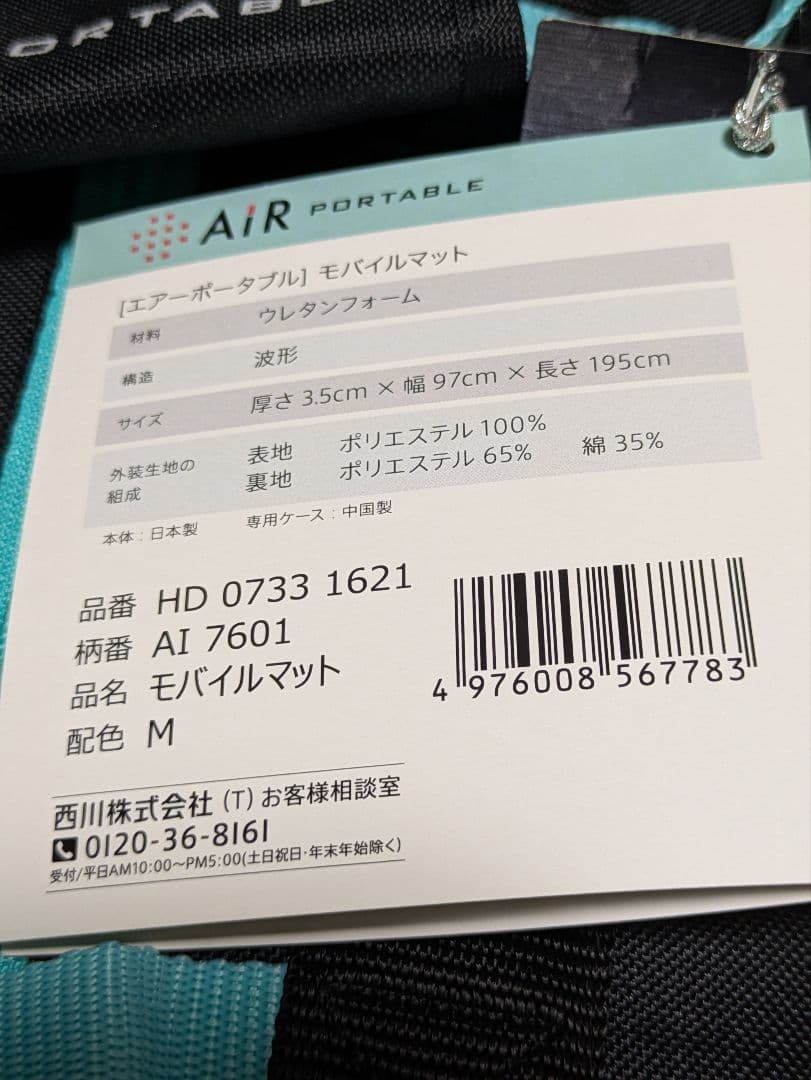 ORTAB
AiR PORTABLE
[エアーポータブル] モバイルマット
材料 ウレタンフォーム
構造 波形
サイズ 厚さ 3.5cm × 幅 97cm × 長さ 195cm
外装生地の組成 表地 ポリエステル 100%
裏地 ポリエステル 65% 綿 35%
本体:日本製 専用ケース:中国製
品番 HD 0733 1621
柄番 AI 7601
品名 モバイルマット
配色 M
4 976008 567783
西川株式会社 (T) お客様相談室
0120-36-8161
受付/平日AM10:00〜PM5:00(土日祝日・年末年始除く)